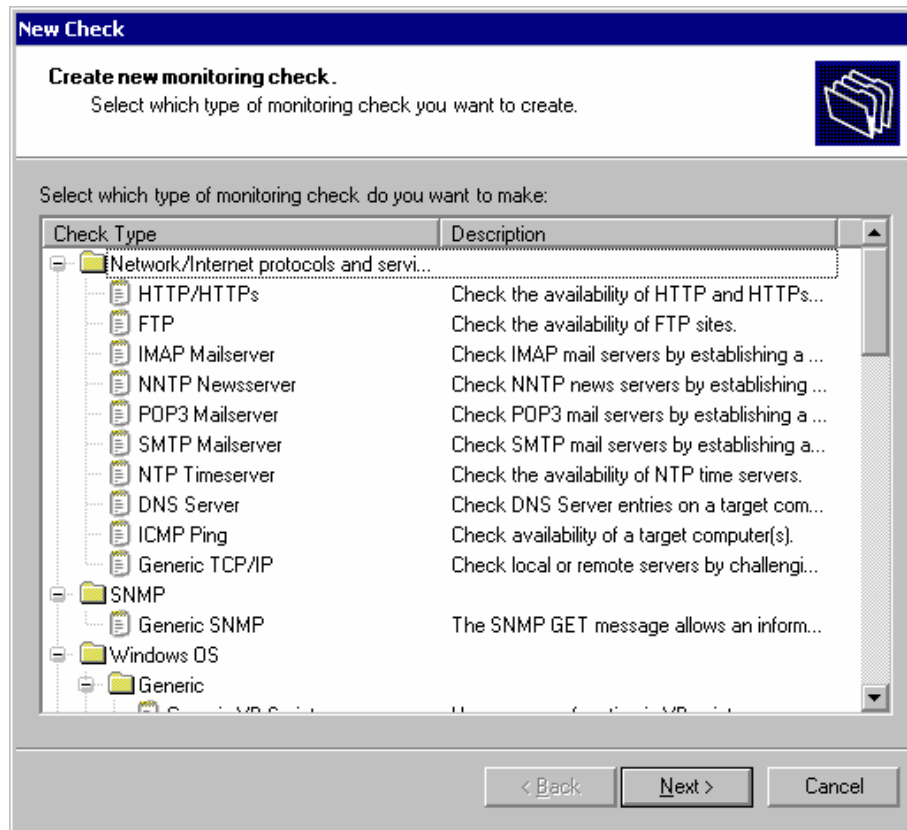 New Check
Create new monitoring check.
Select which type of monitoring check you want to create.
Select which type of monitoring check do you want to make:
Check Type Description
Network/Internet protocols and servi...
HTTP/HTTPs Check the availability of HTTP and HTTPs...
FTP Check the availability of FTP sites.
IMAP Mailserver Check IMAP mail servers by establishing a ...
NNTP Newsserver Check NNTP news servers by establishing ...
POP3 Mailserver Check POP3 mail servers by establishing a ...
SMTP Mailserver Check SMTP mail servers by establishing a...
NTP Timeserver Check the availability of NTP time servers.
DNS Server Check DNS Server entries on a target com...
ICMP Ping Check availability of a target computer(s).
Generic TCP/IP Check local or remote servers by challengi...
SNMP
Generic SNMP The SNMP GET message allows an inform...
Windows OS
Generic
< Back Next > Cancel